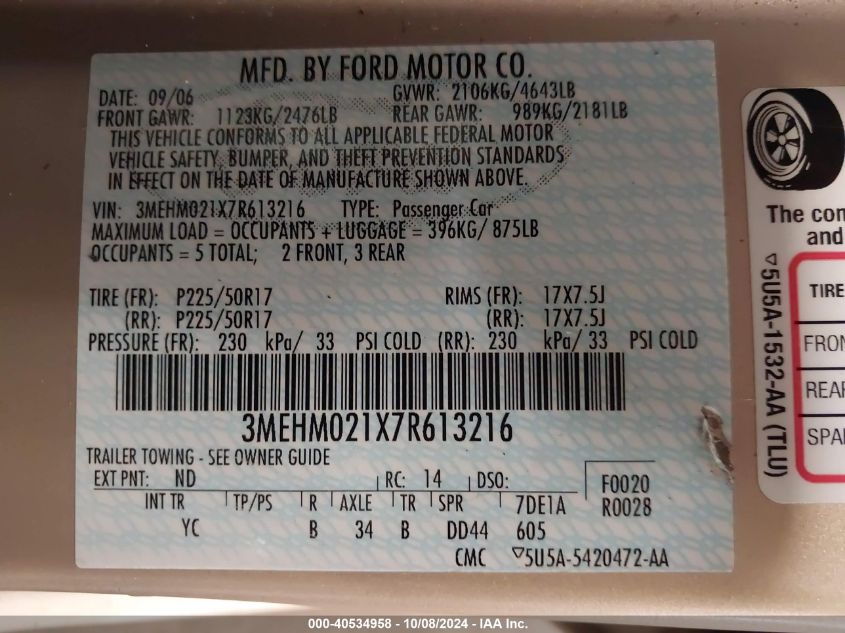 MFD. BY FORD MOTOR CO.
DATE: 09/06 GVWR: 2106KG/4643LB
FRONT GAWR: 1123KG/2476LB REAR GAWR: 989KG/2181LB
THIS VEHICLE CONFORMS TO ALL APPLICABLE FEDERAL MOTOR
VEHICLE SAFETY, BUMPER, AND THEFT PREVENTION STANDARDS
IN EFFECT ON THE DATE OF MANUFACTURE SHOWN ABOVE.
VIN: 3MEHM021X7R613216 TYPE: Passenger Car
MAXIMUM LOAD = OCCUPANTS + LUGGAGE = 396KG/ 875LB
OCCUPANTS = 5 TOTAL; 2 FRONT, 3 REAR
TIRE (FR): P225/50R17 RIMS (FR): 17X7.5J
(RR): P225/50R17 (RR): 17X7.5J
PRESSURE (FR): 230 kPa/ 33 PSI COLD (RR): 230 kPa/ 33 PSI COLD
3MEHM021X7R613216
TRAILER TOWING - SEE OWNER GUIDE
EXT PNT: ND RC: 14 DSO: F0020
INT TR TP/PS R AXLE TR SPR 7DE1A R0028
YC B 34 B DD44 605
CMC ▽5U5A-5420472-AA
The con
and
▽5U5A-1532-AA (TLU)
TIRE
FRON
REAR
SPAR
000-40534958 - 10/08/2024 - IAA Inc.